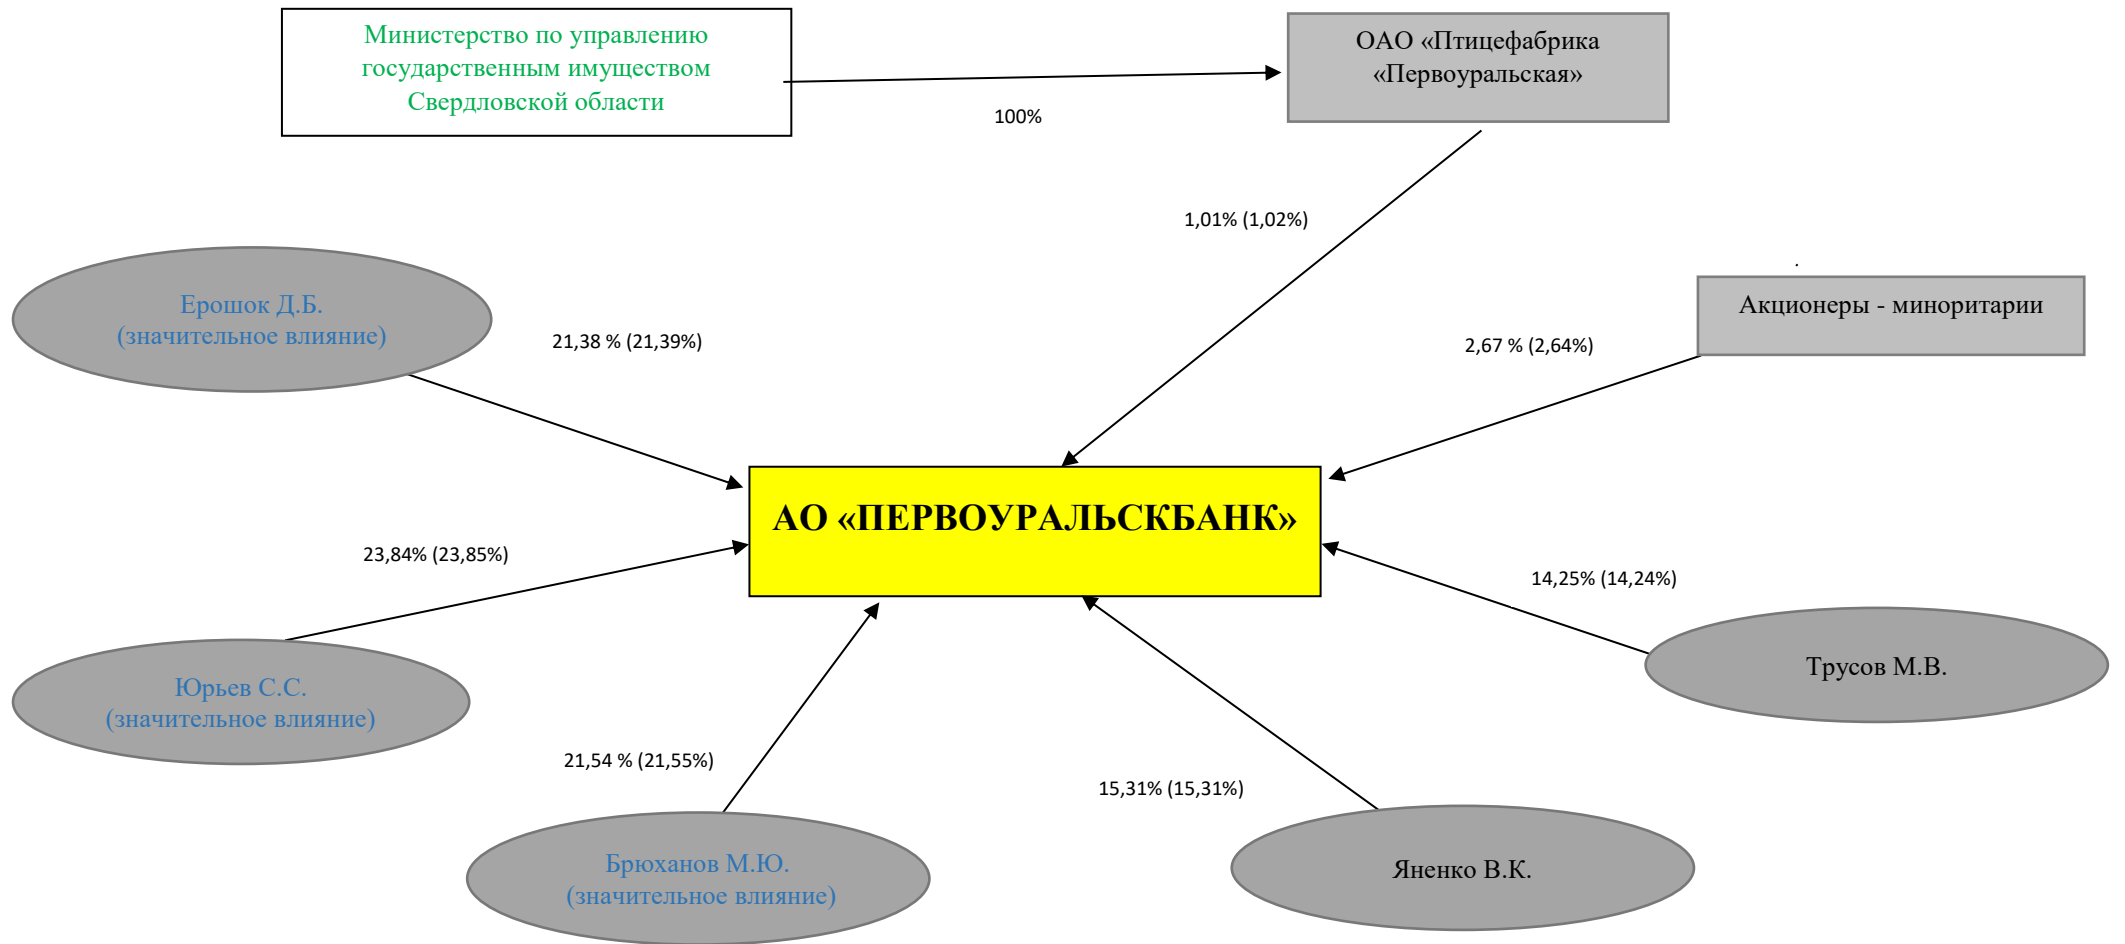 Министерство по управлению
государственным имуществом
Свердловской области
ОАО «Птицефабрика
«Первоуральская»
100%
1,01% (1,02%)
.
Ерошок Д.Б.
(значительное влияние)
Акционеры - миноритарии
21,38 % (21,39%)
2,67 % (2,64%)
АО «ПЕРВОУРАЛЬСКБАНК»
23,84% (23,85%)
14,25% (14,24%)
Юрьев С.С.
(значительное влияние)
Трусов М.В.
21,54 % (21,55%)
15,31% (15,31%)
Брюханов М.Ю.
(значительное влияние)
Яненко В.К.